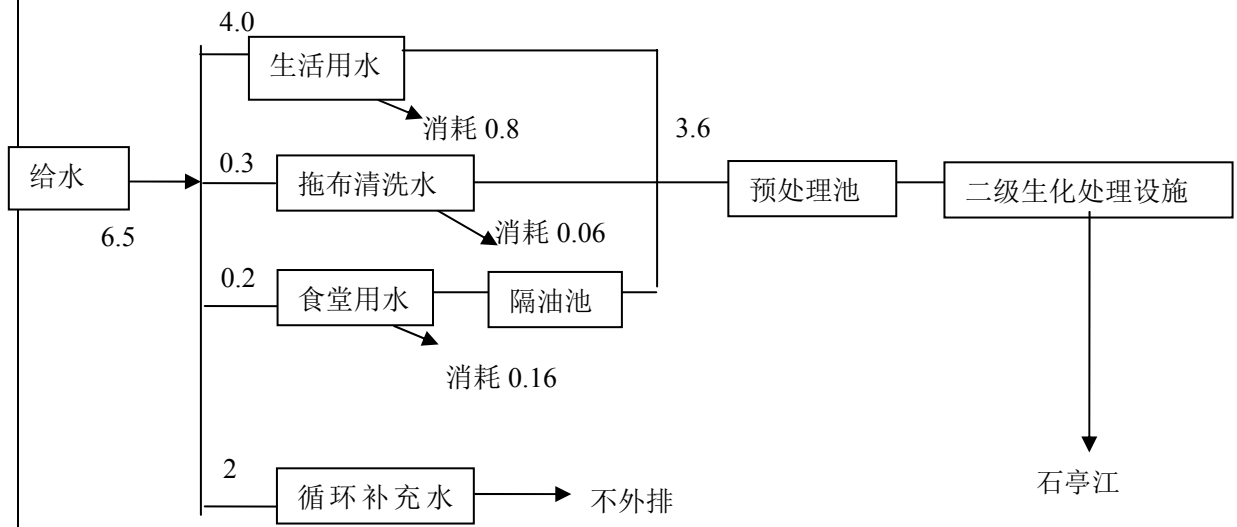 4.0
生活用水
消耗 0.8
3.6
给水
6.5
0.3
拖布清洗水
消耗 0.06
预处理池
二级生化处理设施
0.2
食堂用水
隔油池
消耗 0.16
2
循环补充水
不外排
石亭江